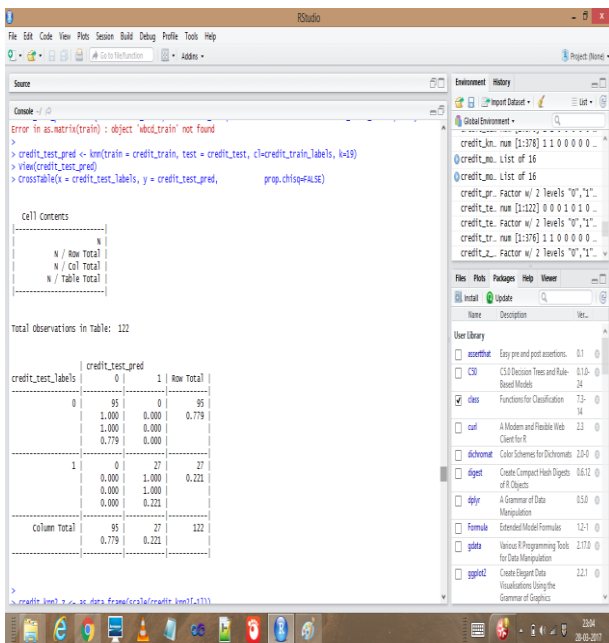 RStudio
File Edit Code View Plots Session Build Debug Profile Tools Help
Go to file/function Addins
Project: (None)
Source
Console ~/
Error in as.matrix(train) : object 'wbcd_train' not found
>
> credit_test_pred <- knn(train = credit_train, test = credit_test, cl=credit_train_labels, k=19)
> View(credit_test_pred)
> CrossTable(x = credit_test_labels, y = credit_test_pred, prop.chisq=FALSE)
Cell Contents
|-------------------------|
| N |
| N / Row Total |
| N / Col Total |
| N / Table Total |
|-------------------------|
Total Observations in Table: 122
| credit_test_pred
credit_test_labels | 0 | 1 | Row Total |
0 | 95 | 0 | 95 |
| 1.000 | 0.000 | 0.779 |
| 1.000 | 0.000 | |
| 0.779 | 0.000 | |
1 | 0 | 27 | 27 |
| 0.000 | 1.000 | 0.221 |
| 0.000 | 1.000 | |
| 0.000 | 0.221 | |
Column Total | 95 | 27 | 122 |
| 0.779 | 0.221 | |
>
> credit_knn2_z <- as.data.frame(scale(credit_knn2[-1]))
Environment History
Import Dataset List
Global Environment
credit_kn… num [1:378] 1 1 0 0 0 0 0 …
credit_mo… List of 16
credit_mo… List of 16
credit_pr… Factor w/ 2 levels "0","1"…
credit_te… num [1:122] 0 0 0 1 0 1 0 …
credit_te… Factor w/ 2 levels "0","1"…
credit_tr… num [1:376] 1 1 0 0 0 0 0 …
credit_z_… Factor w/ 2 levels "0","1"…
Files Plots Packages Help Viewer
Install Update
Name Description Ver...
User Library
assertthat Easy pre and post assertions. 0.1
C50 C5.0 Decision Trees and Rule-Based Models 0.1.0-24
class Functions for Classification 7.3-14
curl A Modern and Flexible Web Client for R 2.3
dichromat Color Schemes for Dichromats 2.0-0
digest Create Compact Hash Digests of R Objects 0.6.12
dplyr A Grammar of Data Manipulation 0.5.0
Formula Extended Model Formulas 1.2-1
gdata Various R Programming Tools for Data Manipulation 2.17.0
ggplot2 Create Elegant Data Visualisations Using the Grammar of Graphics 2.2.1
23:04
28-03-2017